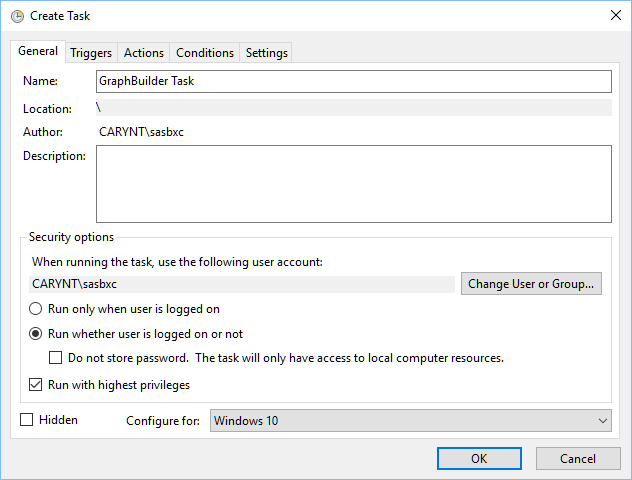 Create Task
General Triggers Actions Conditions Settings
Name: GraphBuilder Task
Location: \
Author: CARYNT\sasbxc
Description:
Security options
When running the task, use the following user account:
CARYNT\sasbxc Change User or Group...
Run only when user is logged on
Run whether user is logged on or not
Do not store password. The task will only have access to local computer resources.
Run with highest privileges
Hidden Configure for: Windows 10
OK Cancel